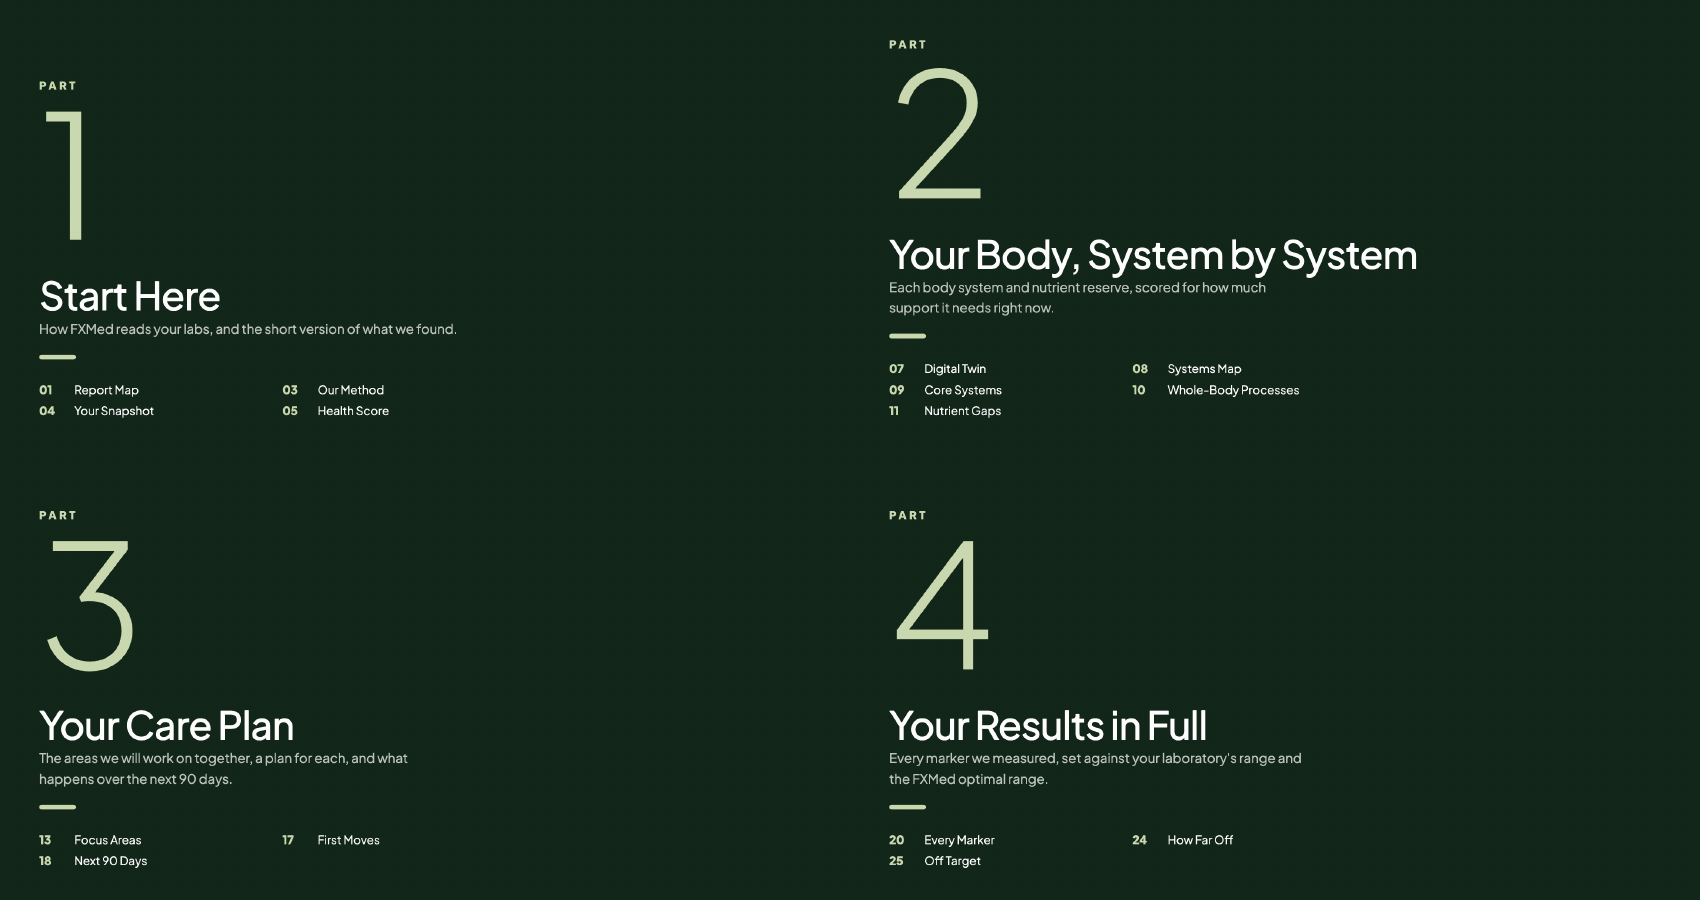 PART
1
Start Here
How FXMed reads your labs, and the short version of what we found.
01 Report Map 03 Our Method
04 Your Snapshot 05 Health Score
PART
2
Your Body, System by System
Each body system and nutrient reserve, scored for how much
support it needs right now.
07 Digital Twin 08 Systems Map
09 Core Systems 10 Whole-Body Processes
11 Nutrient Gaps
PART
3
Your Care Plan
The areas we will work on together, a plan for each, and what
happens over the next 90 days.
13 Focus Areas 17 First Moves
18 Next 90 Days
PART
4
Your Results in Full
Every marker we measured, set against your laboratory's range and
the FXMed optimal range.
20 Every Marker 24 How Far Off
25 Off Target